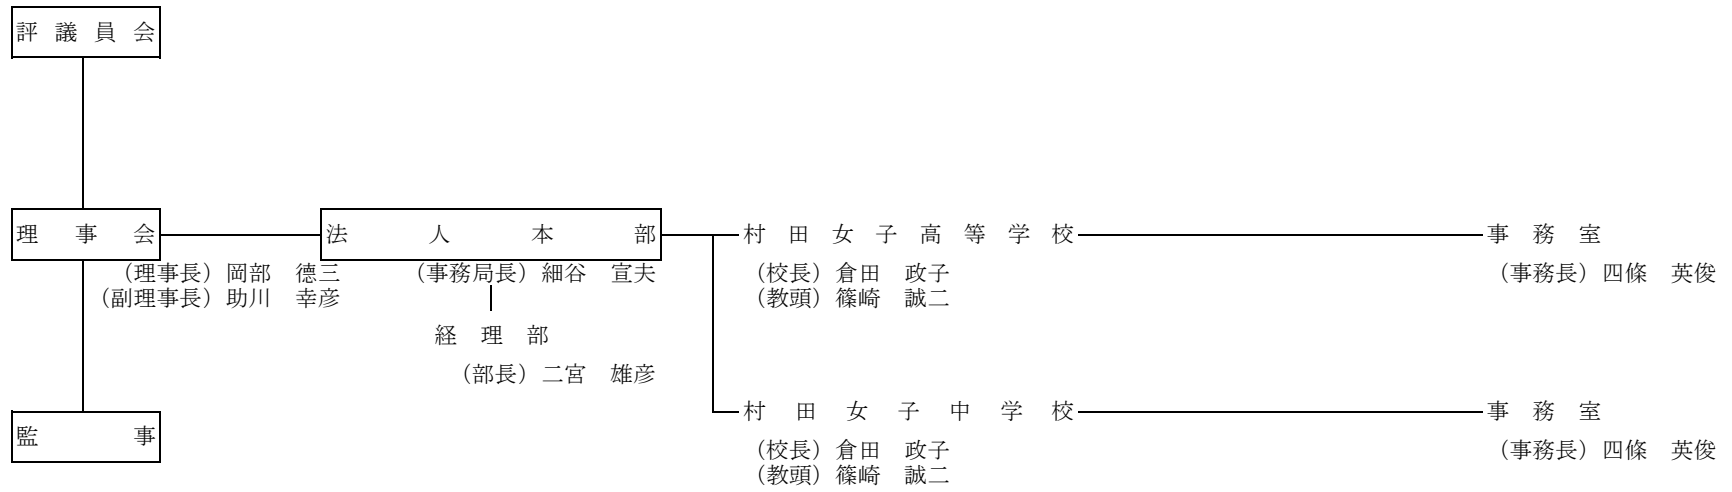 評議員会
理事会
(理事長) 岡部 德三
(副理事長) 助川 幸彦
法人本部
(事務局長) 細谷 宣夫
経理部
(部長) 二宮 雄彦
村田女子高等学校
(校長) 倉田 政子
(教頭) 篠崎 誠二
事務室
(事務長) 四條 英俊
監事
村田女子中学校
(校長) 倉田 政子
(教頭) 篠崎 誠二
事務室
(事務長) 四條 英俊